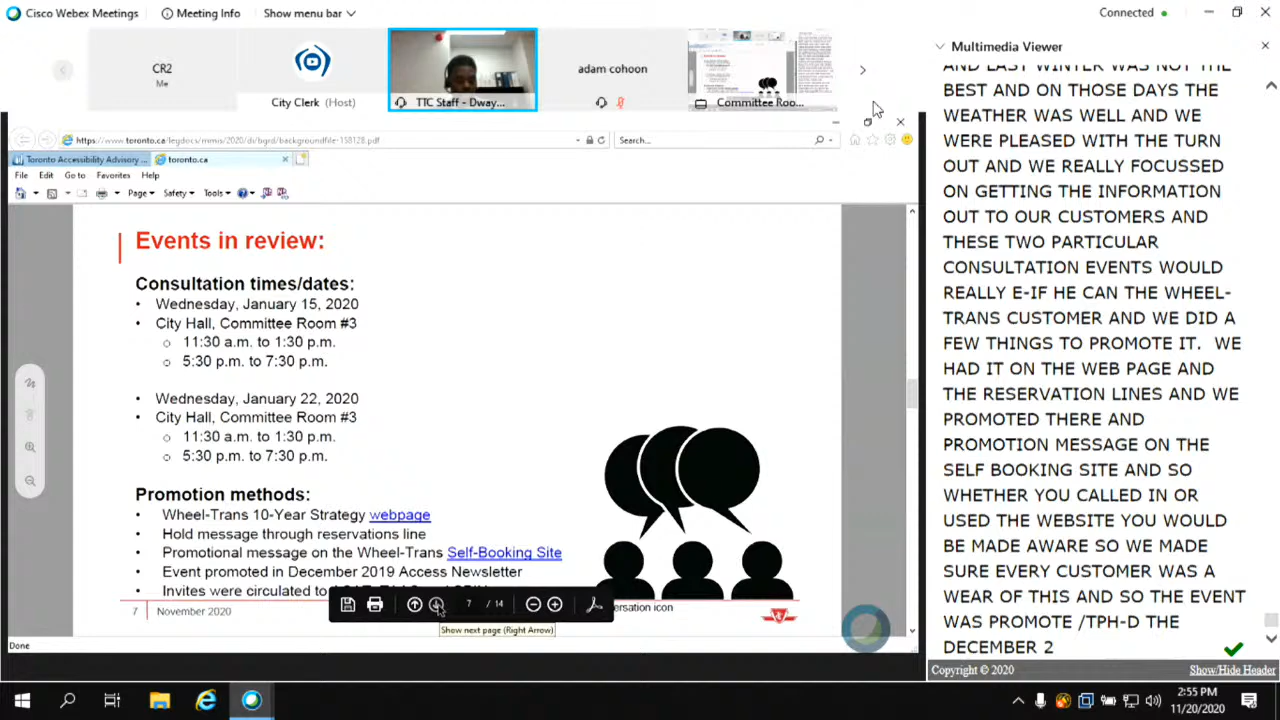 Cisco Webex Meetings
Meeting Info
Show menu bar
Connected
CR2
Me
City Clerk (Host)
TTC Staff - Dway...
adam cohoon
Committee Roo...
https://www.toronto.ca/legdocs/mmis/2020/di/bgrd/backgroundfile-158128.pdf
Search...
Toronto Accessibility Advisory ...
toronto.ca
File Edit Go to Favorites Help
Page Safety Tools
Events in review:
Consultation times/dates:
• Wednesday, January 15, 2020
• City Hall, Committee Room #3
o 11:30 a.m. to 1:30 p.m.
o 5:30 p.m. to 7:30 p.m.
• Wednesday, January 22, 2020
• City Hall, Committee Room #3
o 11:30 a.m. to 1:30 p.m.
o 5:30 p.m. to 7:30 p.m.
Promotion methods:
• Wheel-Trans 10-Year Strategy webpage
• Hold message through reservations line
• Promotional message on the Wheel-Trans Self-Booking Site
• Event promoted in December 2019 Access Newsletter
• Invites were circulated to
7 November 2020
7 / 14
ersation icon
Show next page (Right Arrow)
Done
Multimedia Viewer
AND LAST WINTER WAS NOT THE
BEST AND ON THOSE DAYS THE
WEATHER WAS WELL AND WE
WERE PLEASED WITH THE TURN
OUT AND WE REALLY FOCUSSED
ON GETTING THE INFORMATION
OUT TO OUR CUSTOMERS AND
THESE TWO PARTICULAR
CONSULTATION EVENTS WOULD
REALLY E-IF HE CAN THE WHEEL-
TRANS CUSTOMER AND WE DID A
FEW THINGS TO PROMOTE IT. WE
HAD IT ON THE WEB PAGE AND
THE RESERVATION LINES AND WE
PROMOTED THERE AND
PROMOTION MESSAGE ON THE
SELF BOOKING SITE AND SO
WHETHER YOU CALLED IN OR
USED THE WEBSITE YOU WOULD
BE MADE AWARE SO WE MADE
SURE EVERY CUSTOMER WAS A
WEAR OF THIS AND SO THE EVENT
WAS PROMOTE /TPH-D THE
DECEMBER 2
Copyright © 2020
Show/Hide Header
2:55 PM
11/20/2020